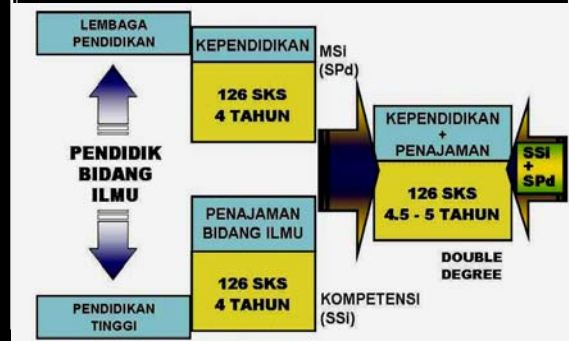 LEMBAGA
PENDIDIKAN
KEPENDIDIKAN
MSi
(SPd)
126 SKS
4 TAHUN
PENDIDIK
BIDANG
ILMU
PENAJAMAN
BIDANG ILMU
126 SKS
4 TAHUN
KOMPETENSI
(SSi)
PENDIDIKAN
TINGGI
KEPENDIDIKAN
+
PENAJAMAN
126 SKS
4.5 - 5 TAHUN
DOUBLE
DEGREE
SSi
+
SPd